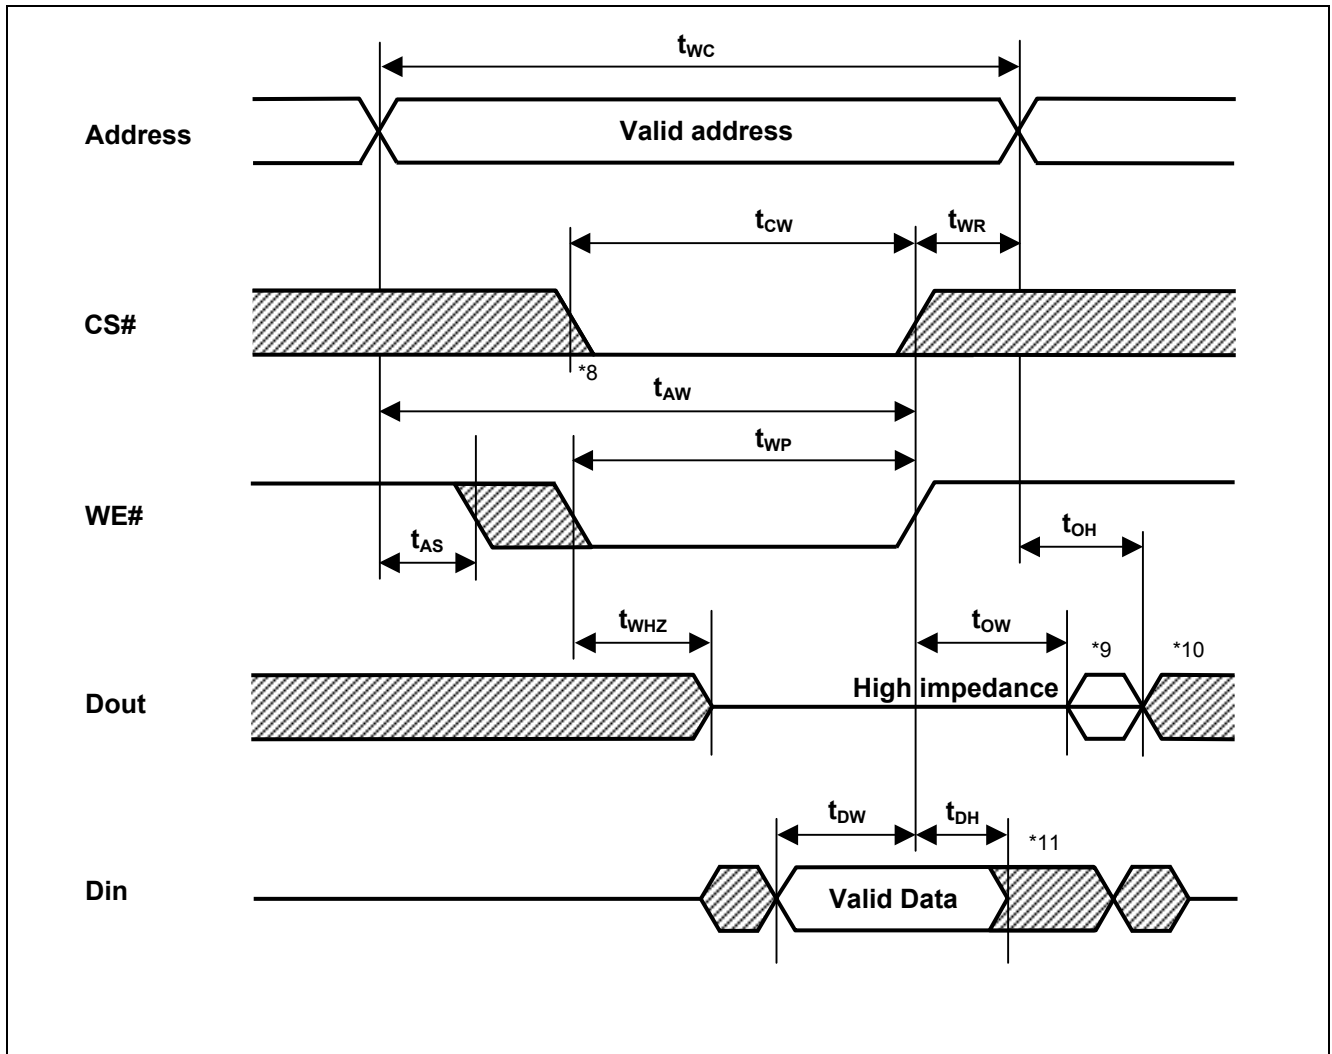 tWC
Address
Valid address
tCW
tWR
CS#
*8
tAW
tWP
WE#
tAS
tOH
tWHZ
tOW
*9
*10
Dout
High impedance
tDW
tDH
*11
Din
Valid Data